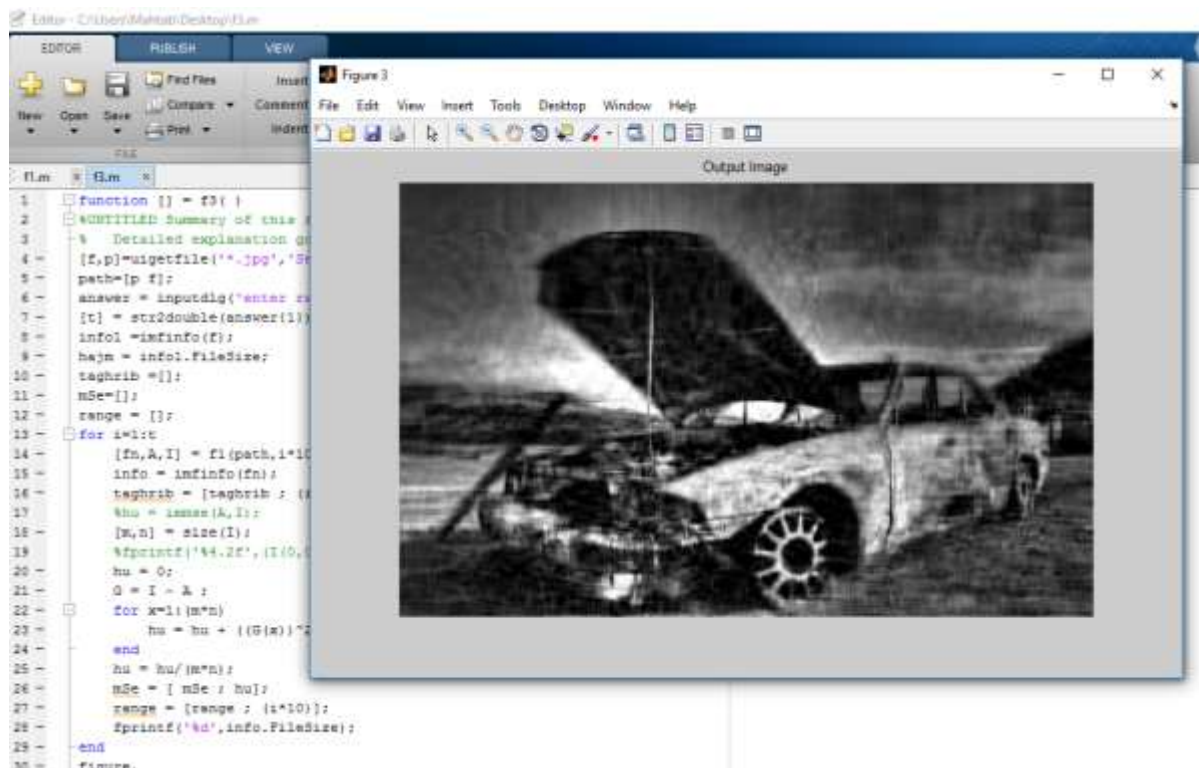 Editor - C:\Users\Mahtab\Desktop\f3.m
EDITOR PUBLISH VIEW
New Open Save
Find Files
Compare
Print
Insert
Comment
Indent
FILE
f1.m f3.m
1 function [] = f3( )
2 %UNTITLED Summary of this
3 % Detailed explanation
4 - [f,p]=uigetfile('*.jpg',
5 - path=[p f];
6 - answer = inputdlg('enter
7 - [t] = str2double(answer(1))
8 - info1 =imfinfo(f);
9 - hajm = info1.FileSize;
10 - taghrib =[];
11 - mSe=[];
12 - range = [];
13 - for i=1:t
14 - [fn,A,I] = f1(path,i*10
15 - info = imfinfo(fn);
16 - taghrib = [taghrib ;
17 %hu = immse(A,I);
18 - [m,n] = size(I);
19 %fprintf('%4.2f',(I(0,
20 - hu = 0;
21 - G = I - A ;
22 - for x=1:(m*n)
23 - hu = hu + ((G(x))^2
24 - end
25 - hu = hu/(m*n);
26 - mSe = [ mSe ; hu];
27 - range = [range ; (i*10)];
28 - fprintf('%d',info.FileSize);
29 - end
30 - figure,
Figure 3
File Edit View Insert Tools Desktop Window Help
Output Image